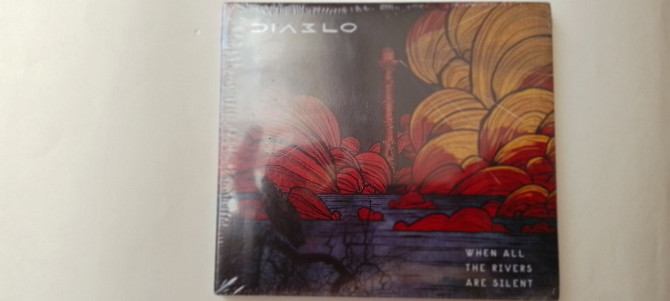 DIABLO
WHEN ALL
THE RIVERS
ARE SILENT